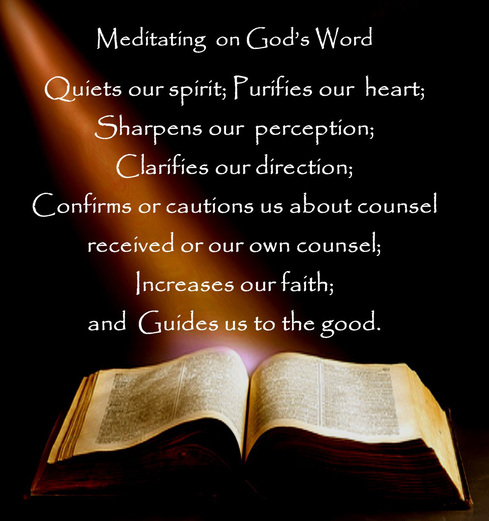 Meditating on God's Word
Quiets our spirit; Purifies our heart;
Sharpens our perception;
Clarifies our direction;
Confirms or cautions us about counsel
received or our own counsel;
Increases our faith;
and Guides us to the good.